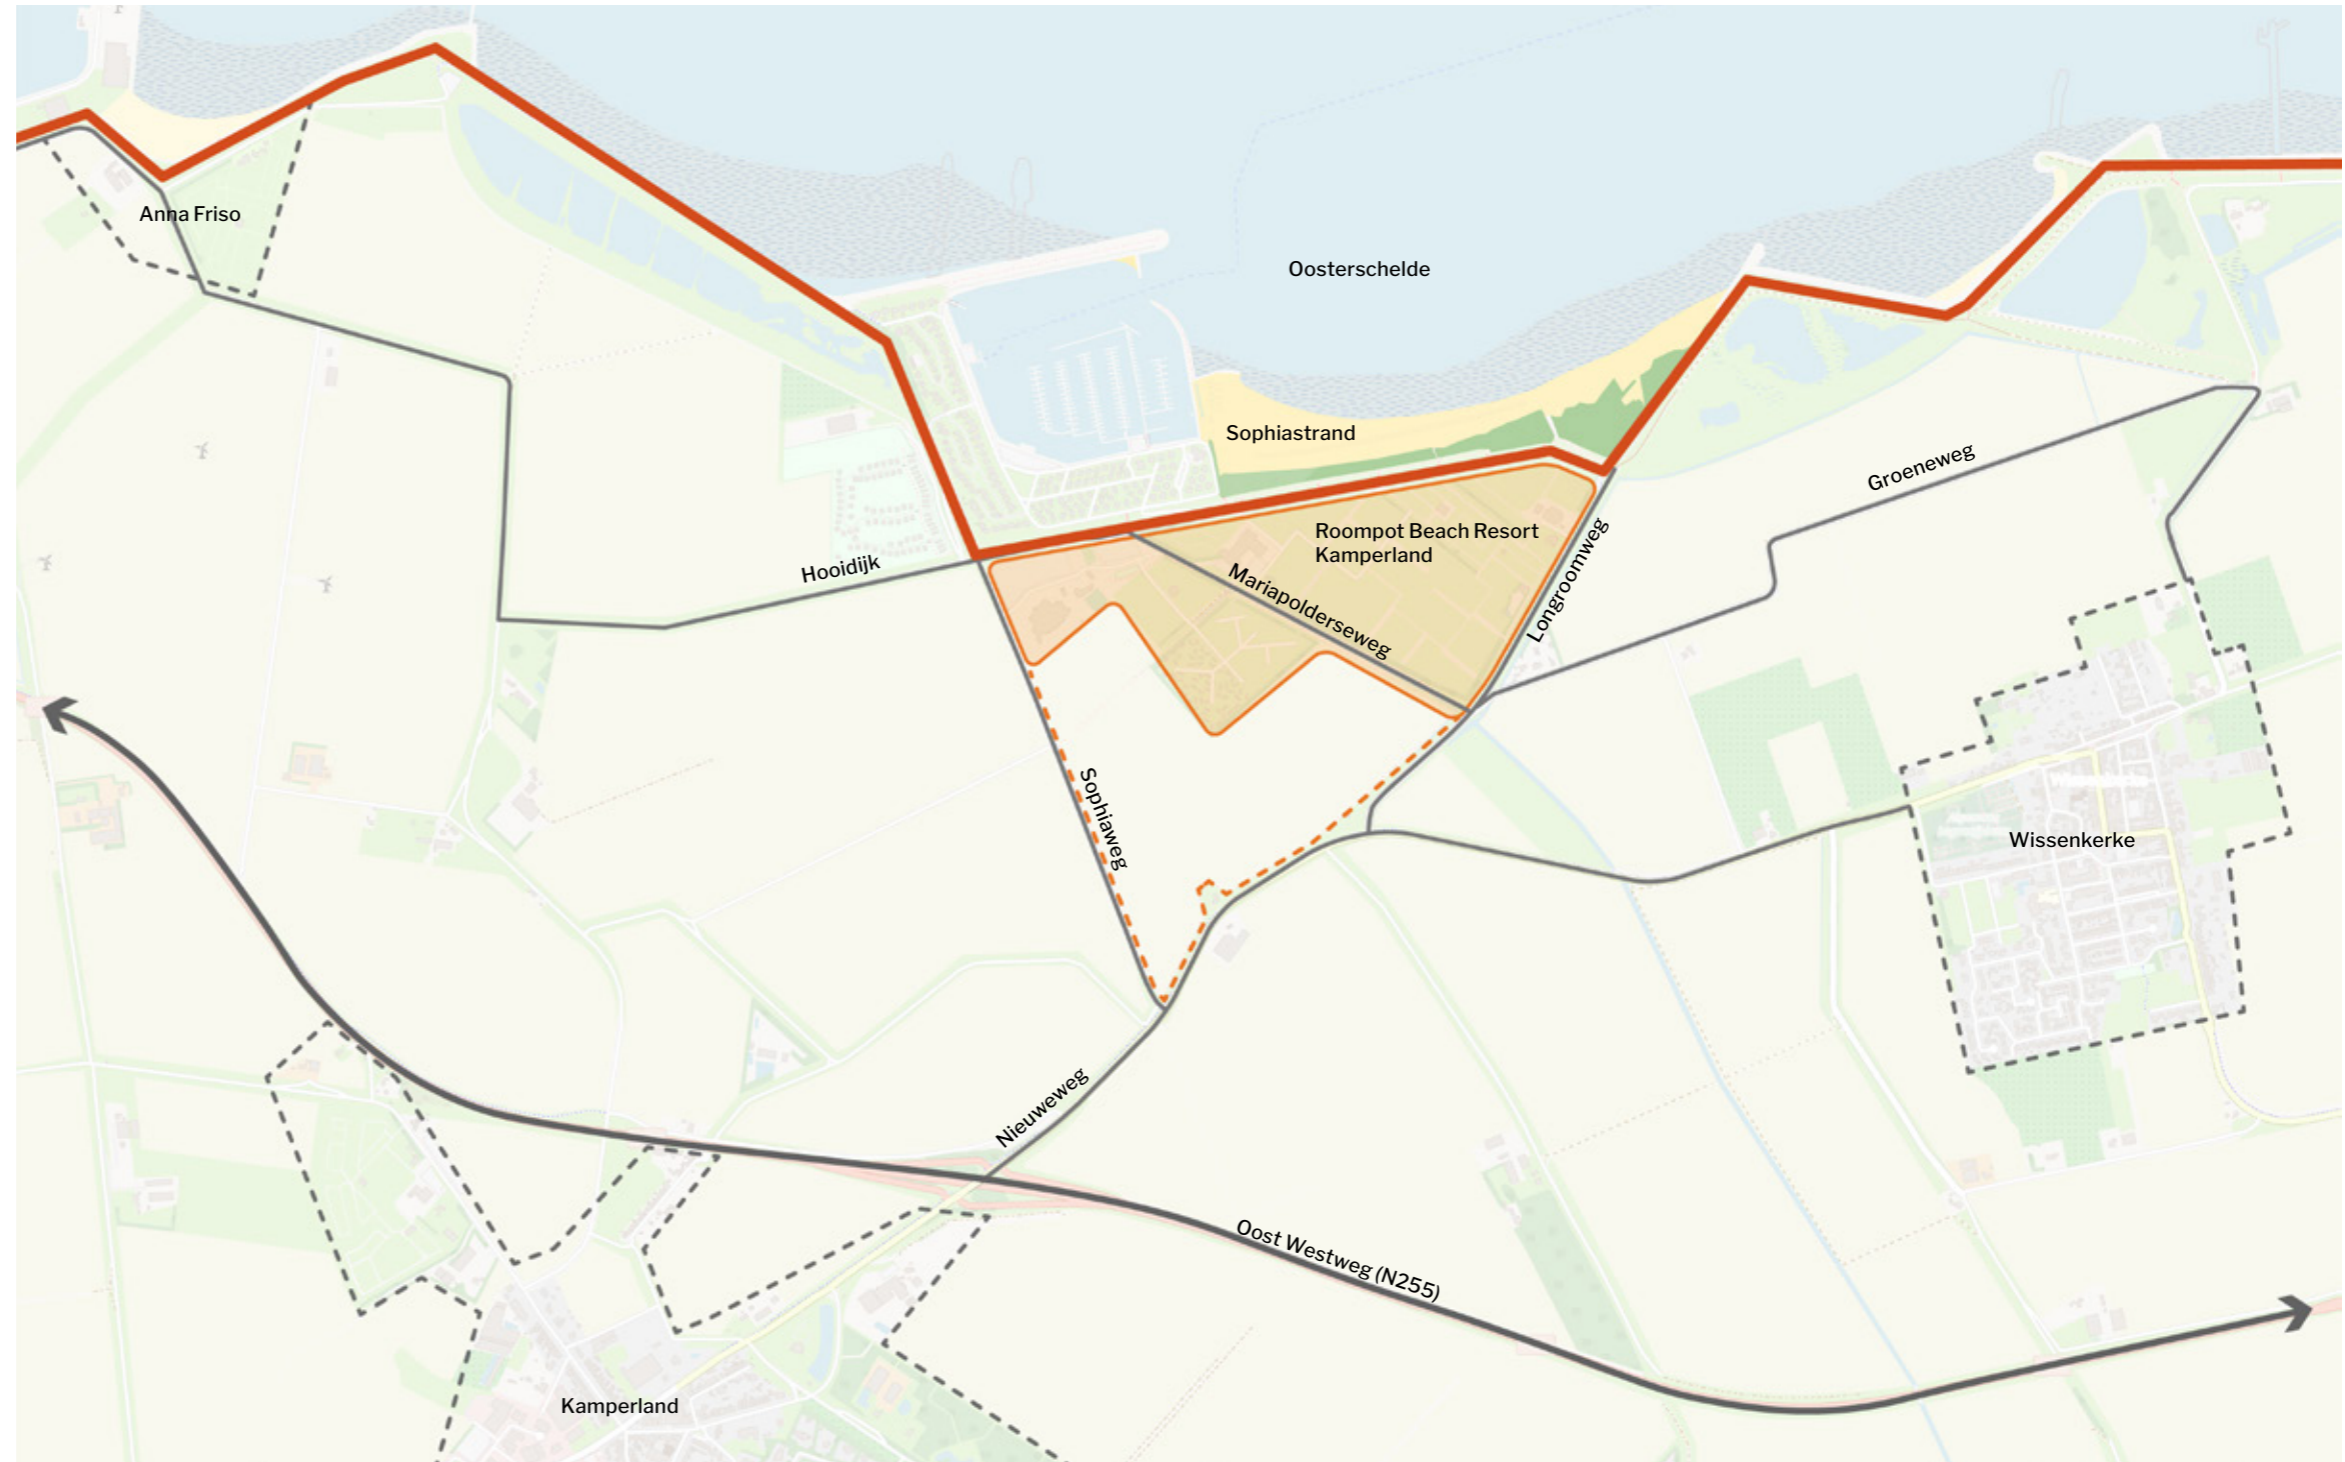 Anna Friso
Oosterschelde
Sophiastrand
Groeneweg
Roompot Beach Resort
Kamperland
Hooidijk
Mariapolderseweg
Longroomweg
Sophiaweg
Wissenkerke
Nieuweweg
Oost Westweg (N255)
Kamperland